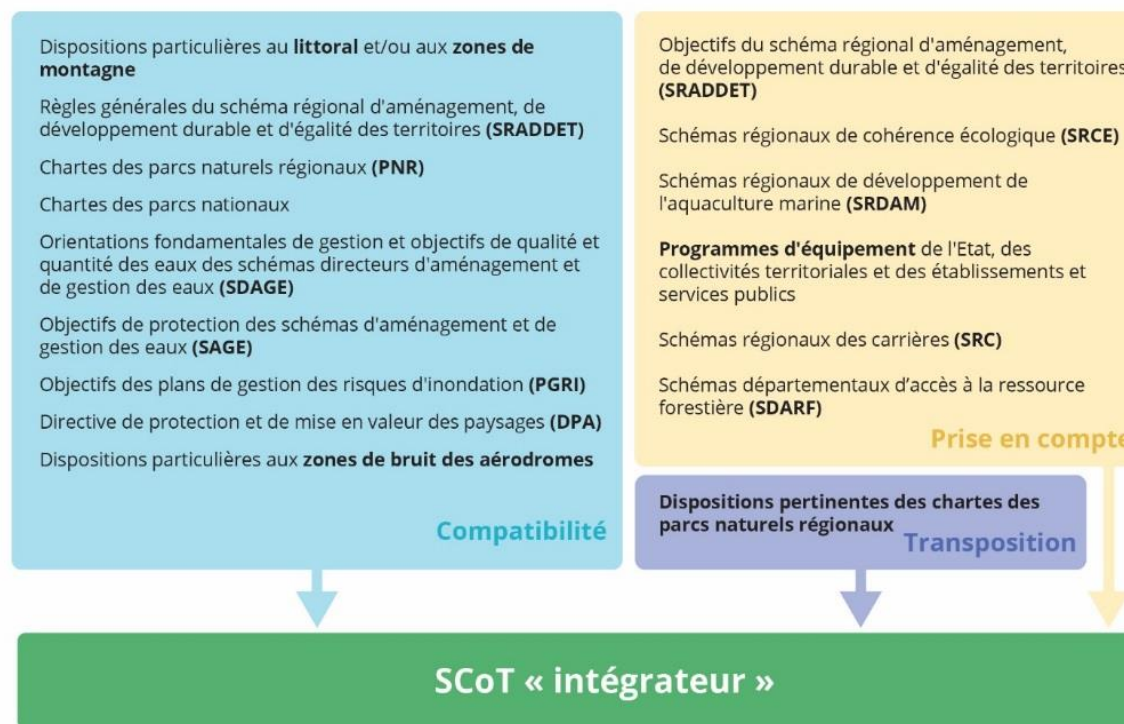 Dispositions particulières au littoral et/ou aux zones de
montagne
Règles générales du schéma régional d'aménagement, de
développement durable et d'égalité des territoires (SRADDET)
Chartes des parcs naturels régionaux (PNR)
Chartes des parcs nationaux
Orientations fondamentales de gestion et objectifs de qualité et
quantité des eaux des schémas directeurs d'aménagement et
de gestion des eaux (SDAGE)
Objectifs de protection des schémas d'aménagement et de
gestion des eaux (SAGE)
Objectifs des plans de gestion des risques d'inondation (PGRI)
Directive de protection et de mise en valeur des paysages (DPA)
Dispositions particulières aux zones de bruit des aérodromes
Compatibilité
Objectifs du schéma régional d'aménagement,
de développement durable et d'égalité des territoires
(SRADDET)
Schémas régionaux de cohérence écologique (SRCE)
Schémas régionaux de développement de
l'aquaculture marine (SRDAM)
Programmes d'équipement de l'Etat, des
collectivités territoriales et des établissements et
services publics
Schémas régionaux des carrières (SRC)
Schémas départementaux d’accès à la ressource
forestière (SDARF)
Prise en compte
Dispositions pertinentes des chartes des
parcs naturels régionaux
Transposition
SCoT « intégrateur »